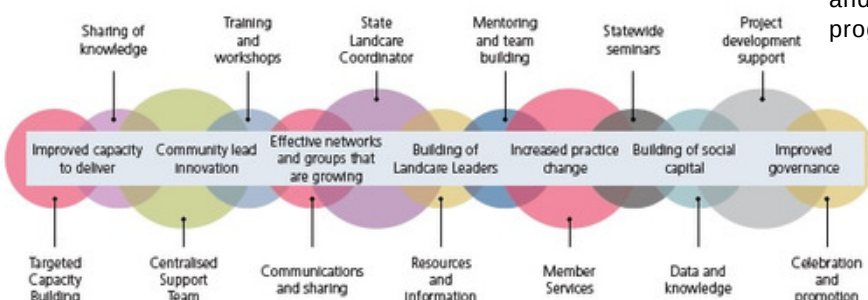 Sharing of
knowledge
Training
and
workshops
State
Landcare
Coordinator
Mentoring
and team
building
Statewide
seminars
Project
development
support
Improved capacity
to deliver
Community lead
innovation
Effective networks
and groups that
are growing
Building of
Landcare Leaders
Increased practice
change
Building of social
capital
Improved
governance
Targeted
Capacity
Building
Centralised
Support
Team
Communications
and sharing
Resources
and
information
Member
Services
Data and
knowledge
Celebration
and
promotion